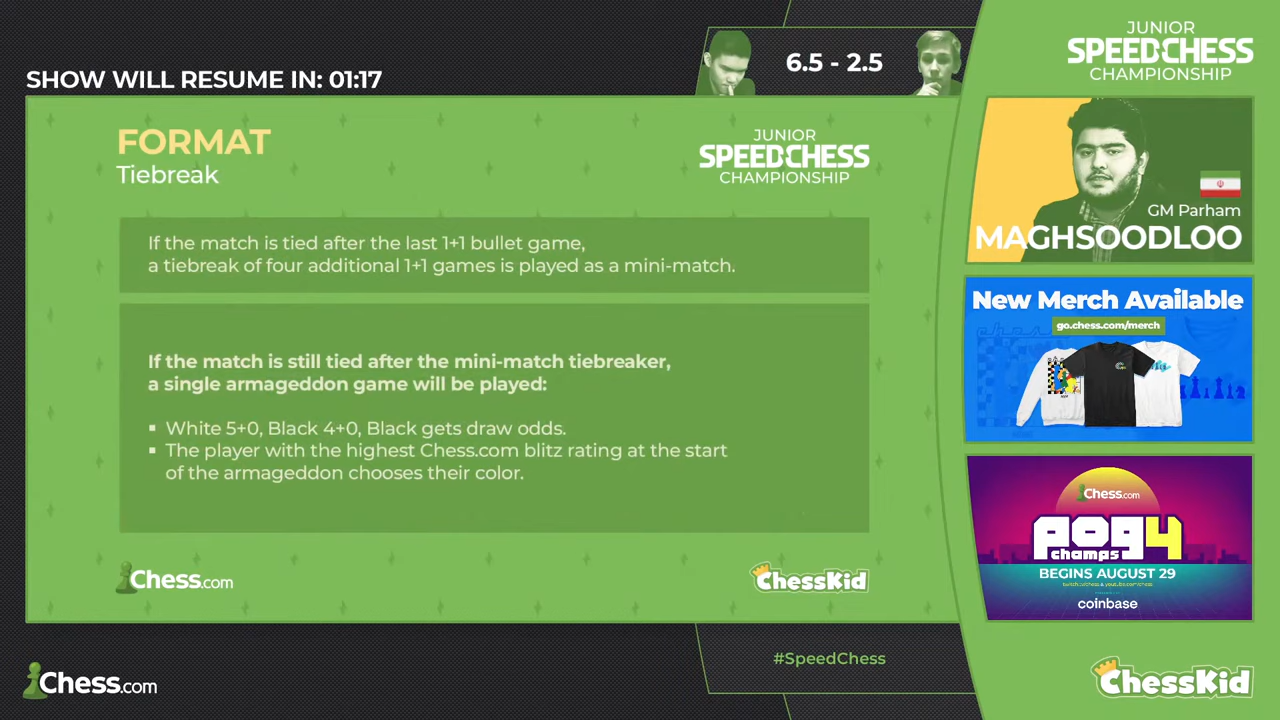 SHOW WILL RESUME IN: 01:17
6.5 - 2.5
JUNIOR
SPEEDCHESS
CHAMPIONSHIP
FORMAT
Tiebreak
JUNIOR
SPEEDCHESS
CHAMPIONSHIP
If the match is tied after the last 1+1 bullet game,
a tiebreak of four additional 1+1 games is played as a mini-match.
If the match is still tied after the mini-match tiebreaker,
a single armageddon game will be played:
▪ White 5+0, Black 4+0, Black gets draw odds.
▪ The player with the highest Chess.com blitz rating at the start
of the armageddon chooses their color.
Chess.com
ChessKid
GM Parham
MAGHSOODLOO
New Merch Available
go.chess.com/merch
Chess.com
pog4
champs
BEGINS AUGUST 29
coinbase
#SpeedChess
Chess.com
ChessKid